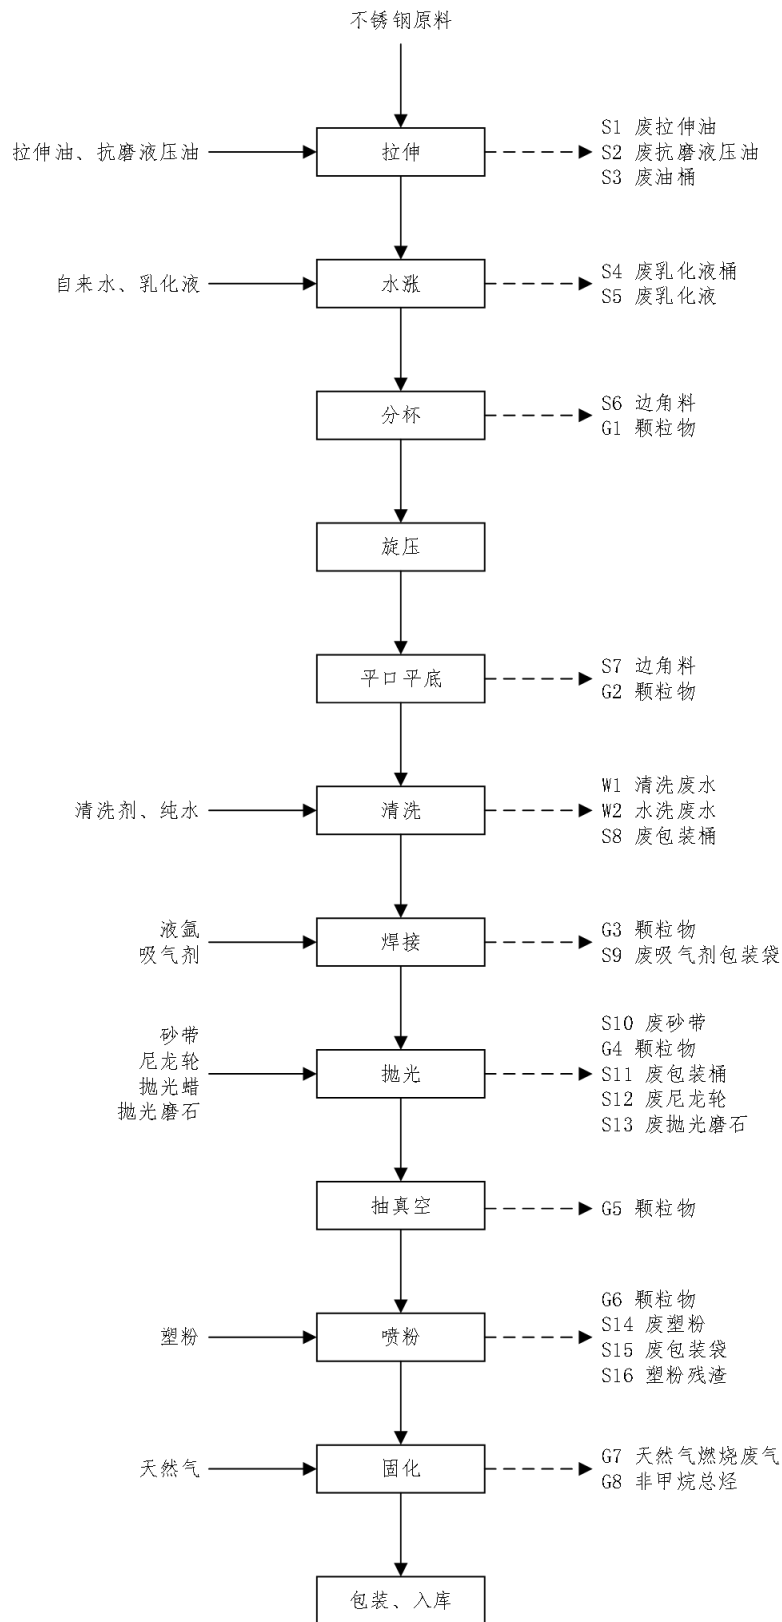 不锈钢原料
拉伸油、抗磨液压油
拉伸
S1 废拉伸油
S2 废抗磨液压油
S3 废油桶
自来水、乳化液
水涨
S4 废乳化液桶
S5 废乳化液
分杯
S6 边角料
G1 颗粒物
旋压
平口平底
S7 边角料
G2 颗粒物
清洗剂、纯水
清洗
W1 清洗废水
W2 水洗废水
S8 废包装桶
液氩
吸气剂
焊接
G3 颗粒物
S9 废吸气剂包装袋
砂带
尼龙轮
抛光蜡
抛光磨石
抛光
S10 废砂带
G4 颗粒物
S11 废包装桶
S12 废尼龙轮
S13 废抛光磨石
抽真空
G5 颗粒物
塑粉
喷粉
G6 颗粒物
S14 废塑粉
S15 废包装袋
S16 塑粉残渣
天然气
固化
G7 天然气燃烧废气
G8 非甲烷总烃
包装、入库